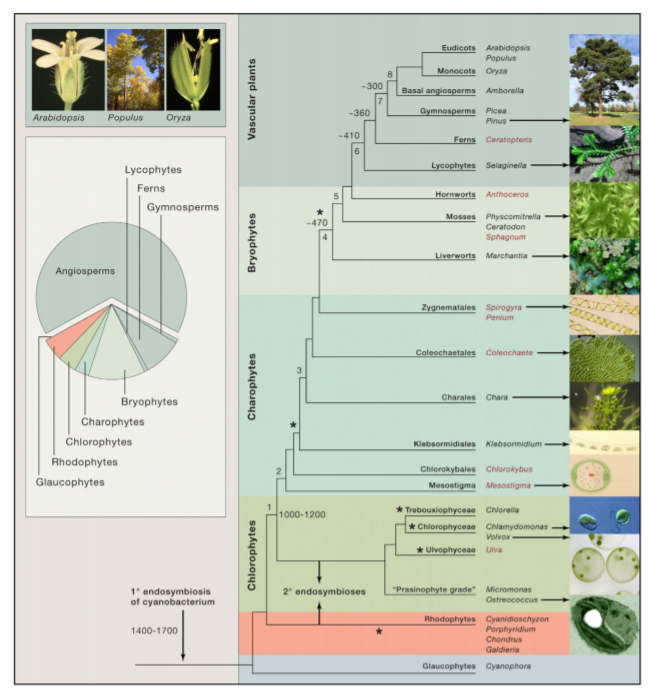 Arabidopsis
Populus
Oryza
Lycophytes
Ferns
Gymnosperms
Angiosperms
Bryophytes
Charophytes
Chlorophytes
Rhodophytes
Glaucophytes
1° endosymbiosis
of cyanobacterium
1400-1700
Vascular plants
Eudicots Arabidopsis
Populus
8 Monocots Oryza
~300 Basal angiosperms Amborella
7
Gymnosperms Picea
~360 Pinus
~410 Ferns Ceratopteris
6
Lycophytes Selaginella
Bryophytes
5 Hornworts Anthoceros
* Mosses Physcomitrella
~470 Ceratodon
4 Sphagnum
Liverworts Marchantia
Charophytes
Zygnematales Spirogyra
Penium
Coleochaetales Coleochaete
3
Charales Chara
*
Klebsormidiales Klebsormidium
2 Chlorokybales Chlorokybus
Mesostigma Mesostigma
Chlorophytes
1 1000-1200 * Trebouxiophyceae Chlorella
* Chlorophyceae Chlamydomonas
Volvox
* Ulvophyceae Ulva
2° endosymbioses
"Prasinophyte grade" Micromonas
Ostreococcus
Rhodophytes Cyanidioschyzon
* Porphyridium
Chondrus
Galdieria
Glaucophytes Cyanophora